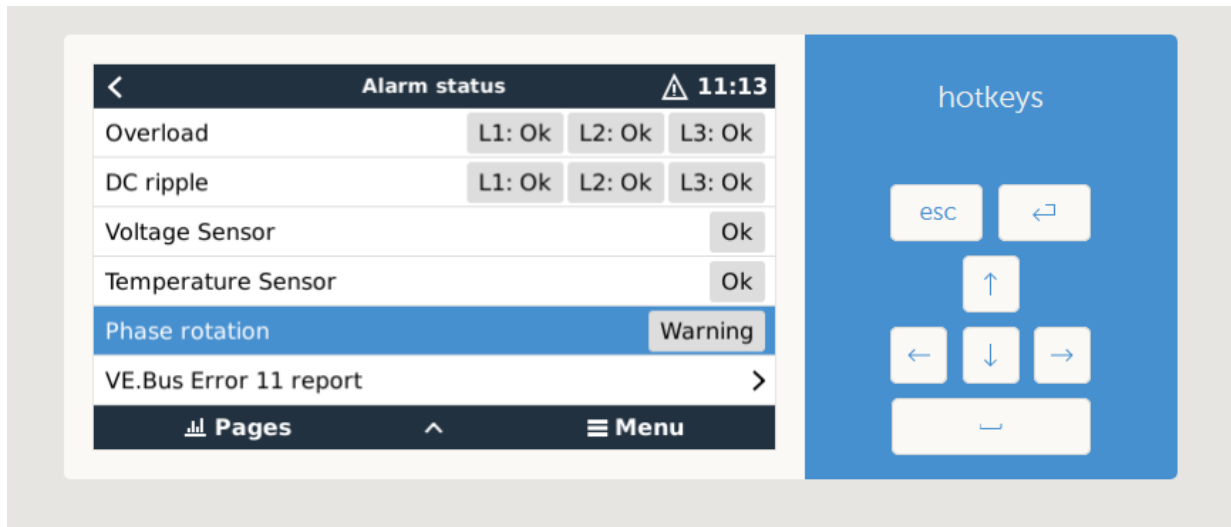 Alarm status 11:13
Overload L1: Ok L2: Ok L3: Ok
DC ripple L1: Ok L2: Ok L3: Ok
Voltage Sensor Ok
Temperature Sensor Ok
Phase rotation Warning
VE.Bus Error 11 report
Pages Menu
hotkeys
esc